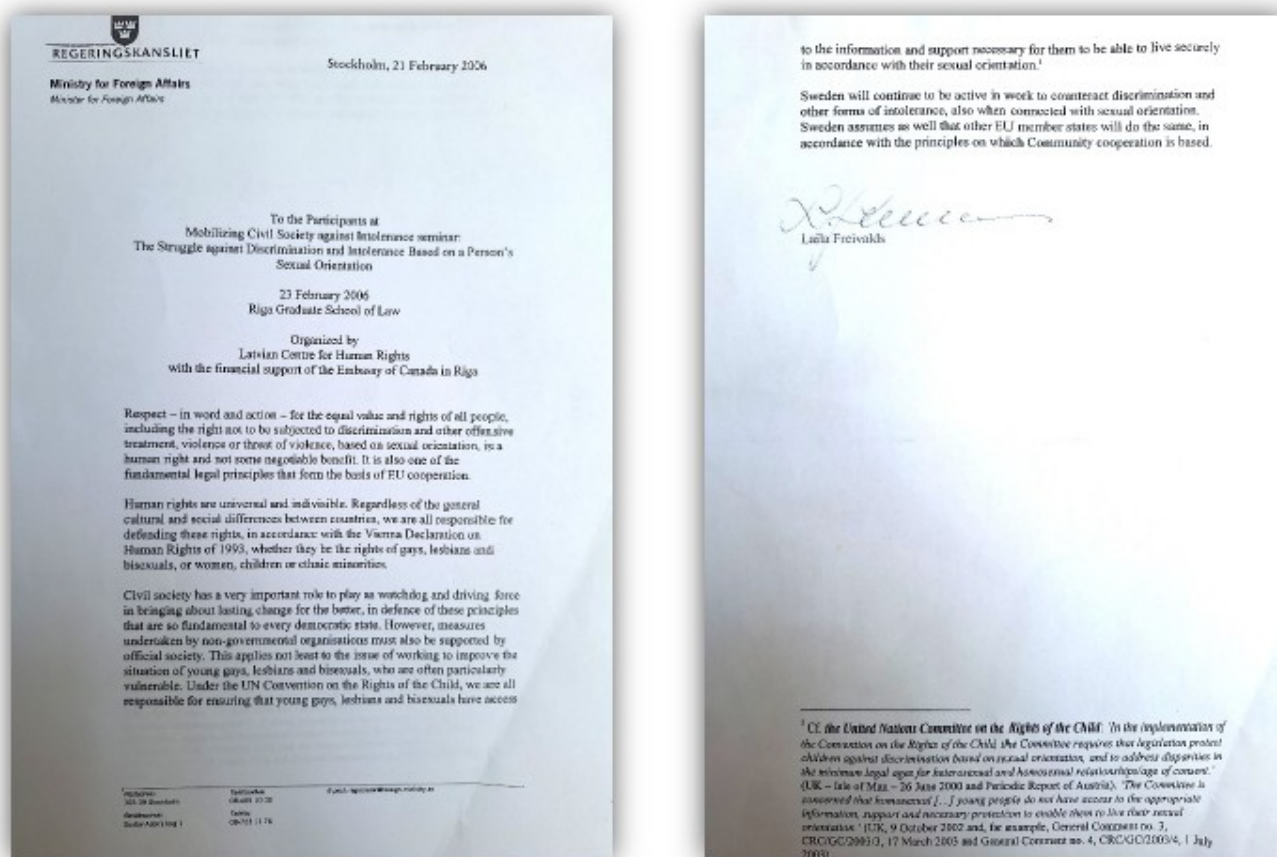 REGERINGSKANSLIET
Stockholm, 21 February 2006
Ministry for Foreign Affairs
Minister for Foreign Affairs
To the Participants at
Mobilizing Civil Society against Intolerance seminar:
The Struggle against Discrimination and Intolerance Based on a Person's
Sexual Orientation
23 February 2006
Riga Graduate School of Law
Organized by
Latvian Centre for Human Rights
with the financial support of the Embassy of Canada in Riga
Respect – in word and action – for the equal value and rights of all people,
including the right not to be subjected to discrimination and other offensive
treatment, violence or threat of violence, based on sexual orientation, is a
human right and not some negotiable benefit. It is also one of the
fundamental legal principles that form the basis of EU cooperation.
Human rights are universal and indivisible. Regardless of the general
cultural and social differences between countries, we are all responsible for
defending these rights, in accordance with the Vienna Declaration on
Human Rights of 1993, whether they be the rights of gays, lesbians and
bisexuals, or women, children or ethnic minorities.
Civil society has a very important role to play as watchdog and driving force
in bringing about lasting change for the better, in defence of these principles
that are so fundamental to every democratic state. However, measures
undertaken by non-governmental organisations must also be supported by
official society. This applies not least to the issue of working to improve the
situation of young gays, lesbians and bisexuals, who are often particularly
vulnerable. Under the UN Convention on the Rights of the Child, we are all
responsible for ensuring that young gays, lesbians and bisexuals have access
to the information and support necessary for them to be able to live securely
in accordance with their sexual orientation.¹
Sweden will continue to be active in work to counteract discrimination and
other forms of intolerance, also when connected with sexual orientation.
Sweden assumes as well that other EU member states will do the same, in
accordance with the principles on which Community cooperation is based.
Laila Freivalds
¹ Cf. the United Nations Committee on the Rights of the Child: 'In the implementation of
the Convention on the Rights of the Child, the Committee requires that legislation protect
children against discrimination based on sexual orientation, and to address disparities in
the minimum legal ages for heterosexual and homosexual relationships/age of consent.'
(UK – Isle of Man – 26 June 2000 and Periodic Report of Austria). 'The Committee is
concerned that homosexual [...] young people do not have access to the appropriate
information, support and necessary protection to enable them to live their sexual
orientation.' (UK, 9 October 2002 and, for example, General Comment no. 3,
CRC/GC/2003/3, 17 March 2003 and General Comment no. 4, CRC/GC/2003/4, 1 July
2003)